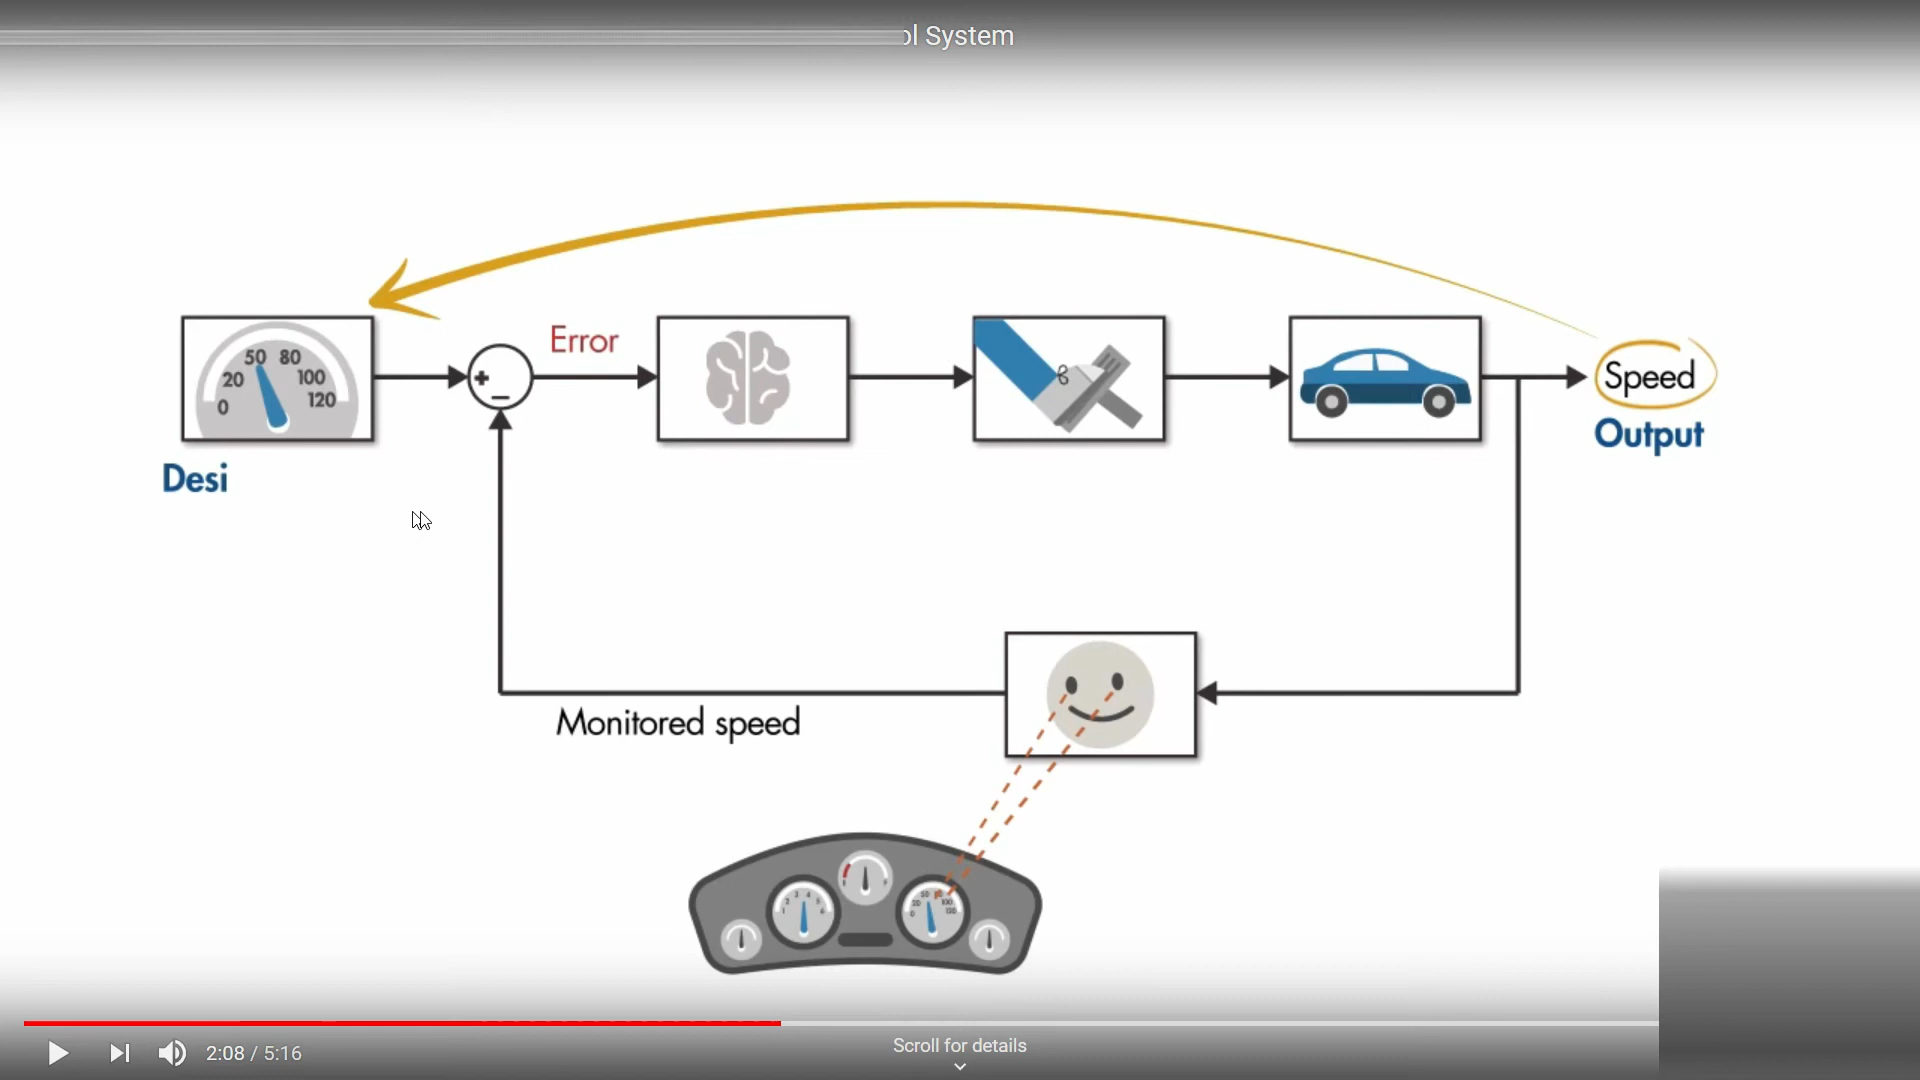 System
50 80
20 100
0 120
Error
+
−
Speed
Output
Desi
Monitored speed
2:08 / 5:16
Scroll for details